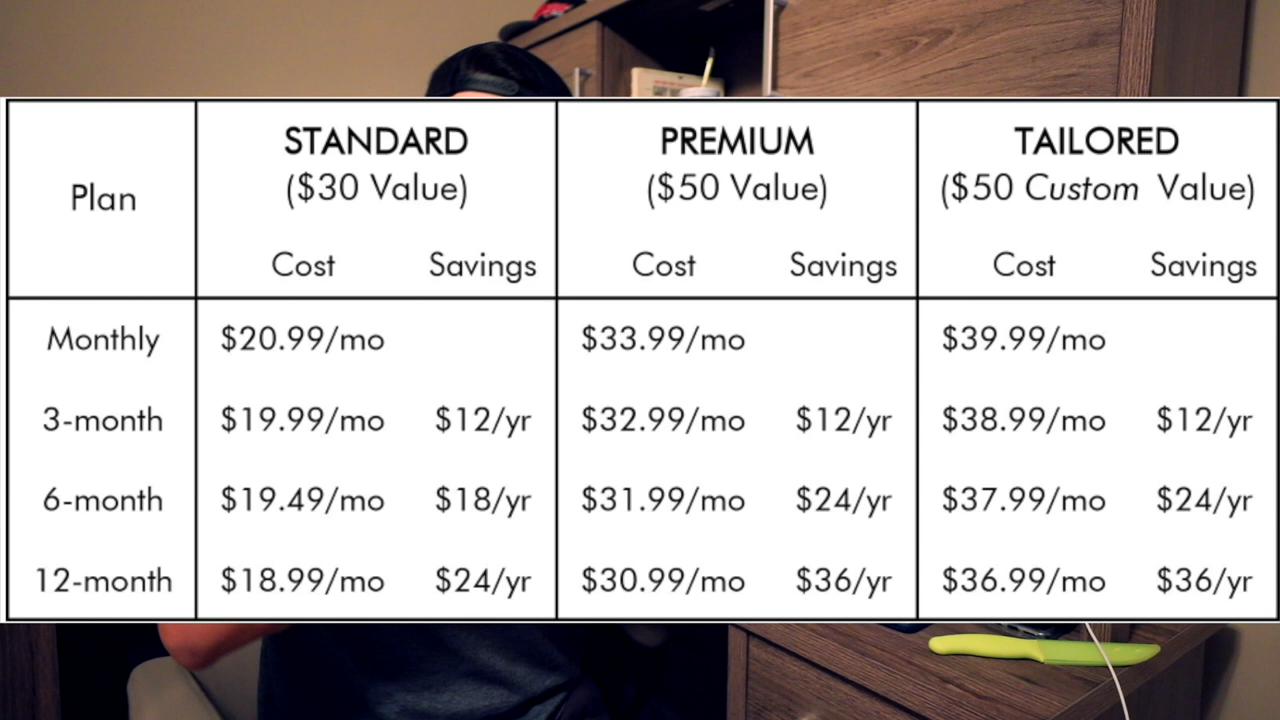 Plan
STANDARD
($30 Value)
Cost Savings
PREMIUM
($50 Value)
Cost Savings
TAILORED
($50 Custom Value)
Cost Savings
Monthly $20.99/mo $33.99/mo $39.99/mo
3-month $19.99/mo $12/yr $32.99/mo $12/yr $38.99/mo $12/yr
6-month $19.49/mo $18/yr $31.99/mo $24/yr $37.99/mo $24/yr
12-month $18.99/mo $24/yr $30.99/mo $36/yr $36.99/mo $36/yr